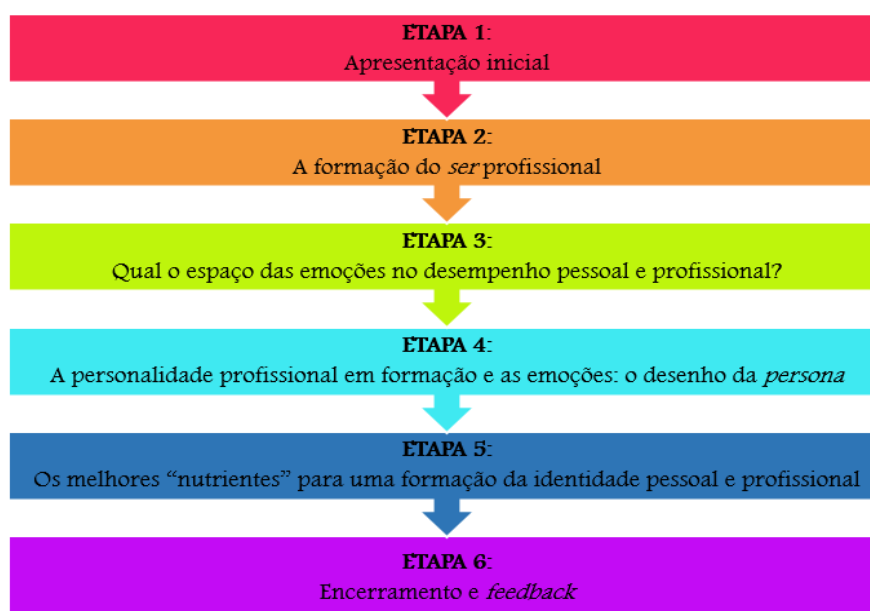 ETAPA 1:
Apresentação inicial
ETAPA 2:
A formação do ser profissional
ETAPA 3:
Qual o espaço das emoções no desempenho pessoal e profissional?
ETAPA 4:
A personalidade profissional em formação e as emoções: o desenho da persona
ETAPA 5:
Os melhores “nutrientes” para uma formação da identidade pessoal e profissional
ETAPA 6:
Encerramento e feedback